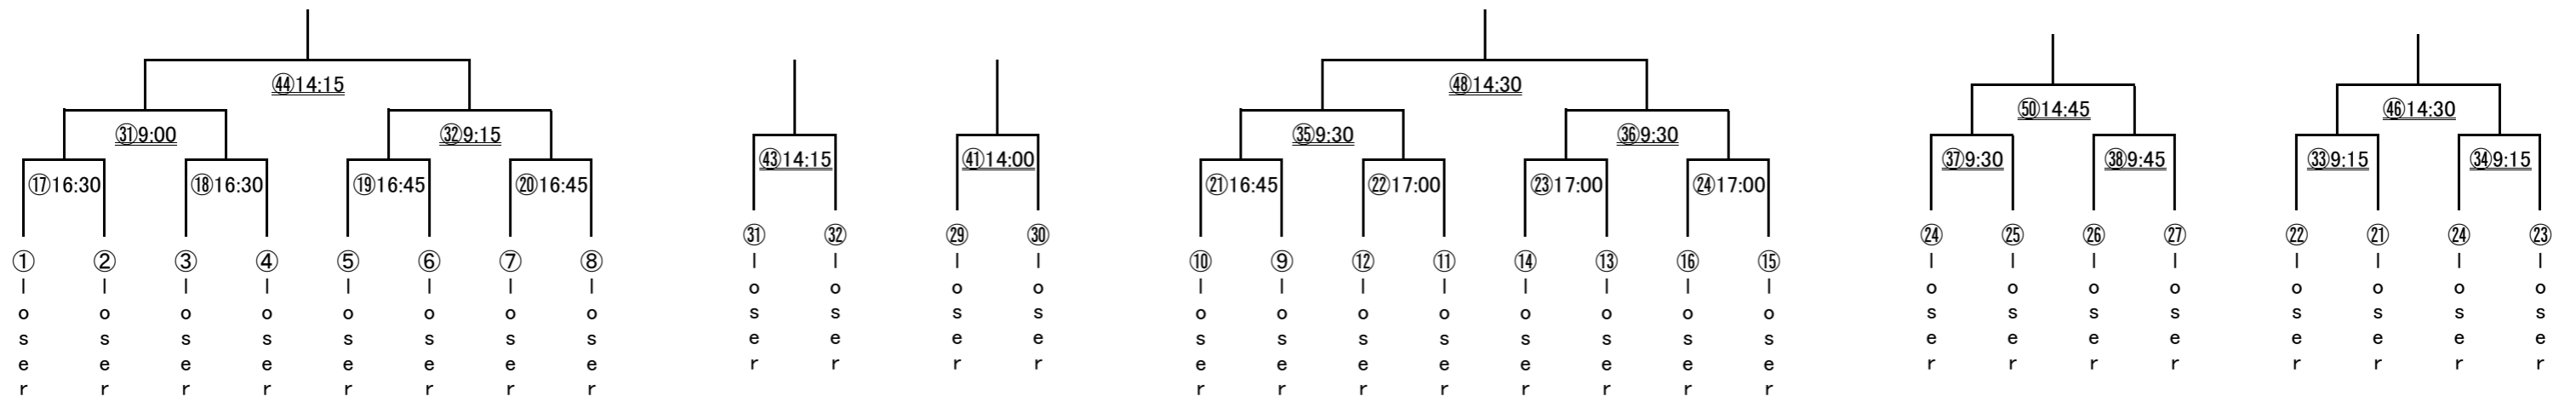 ㊹14:15
㉛9:00 ㉜9:15
⑰16:30 ⑱16:30 ⑲16:45 ⑳16:45
①-loser ②-loser ③-loser ④-loser ⑤-loser ⑥-loser ⑦-loser ⑧-loser
㊸14:15
㉛-loser ㉜-loser
㊶14:00
㉙-loser ㉚-loser
㊽14:30
㉟9:30 ㊱9:30
㉑16:45 ㉒17:00 ㉓17:00 ㉔17:00
⑩-loser ⑨-loser ⑫-loser ⑪-loser ⑭-loser ⑬-loser ⑯-loser ⑮-loser
㊿14:45
㊲9:30 ㊳9:45
㉔-loser ㉕-loser ㉖-loser ㉗-loser
㊻14:30
㉝9:15 ㉞9:15
㉒-loser ㉑-loser ㉔-loser ㉓-loser